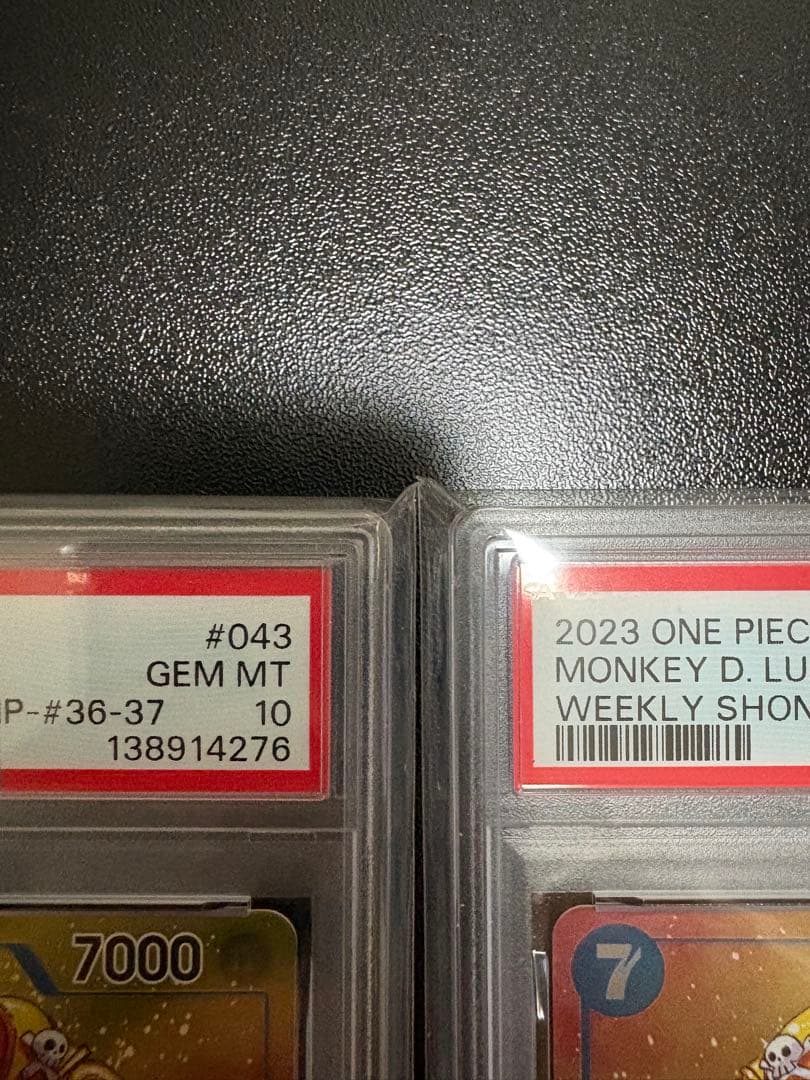 #043
GEM MT
P-#36-37 10
138914276
2023 ONE PIEC
MONKEY D. LU
WEEKLY SHON
7000
7